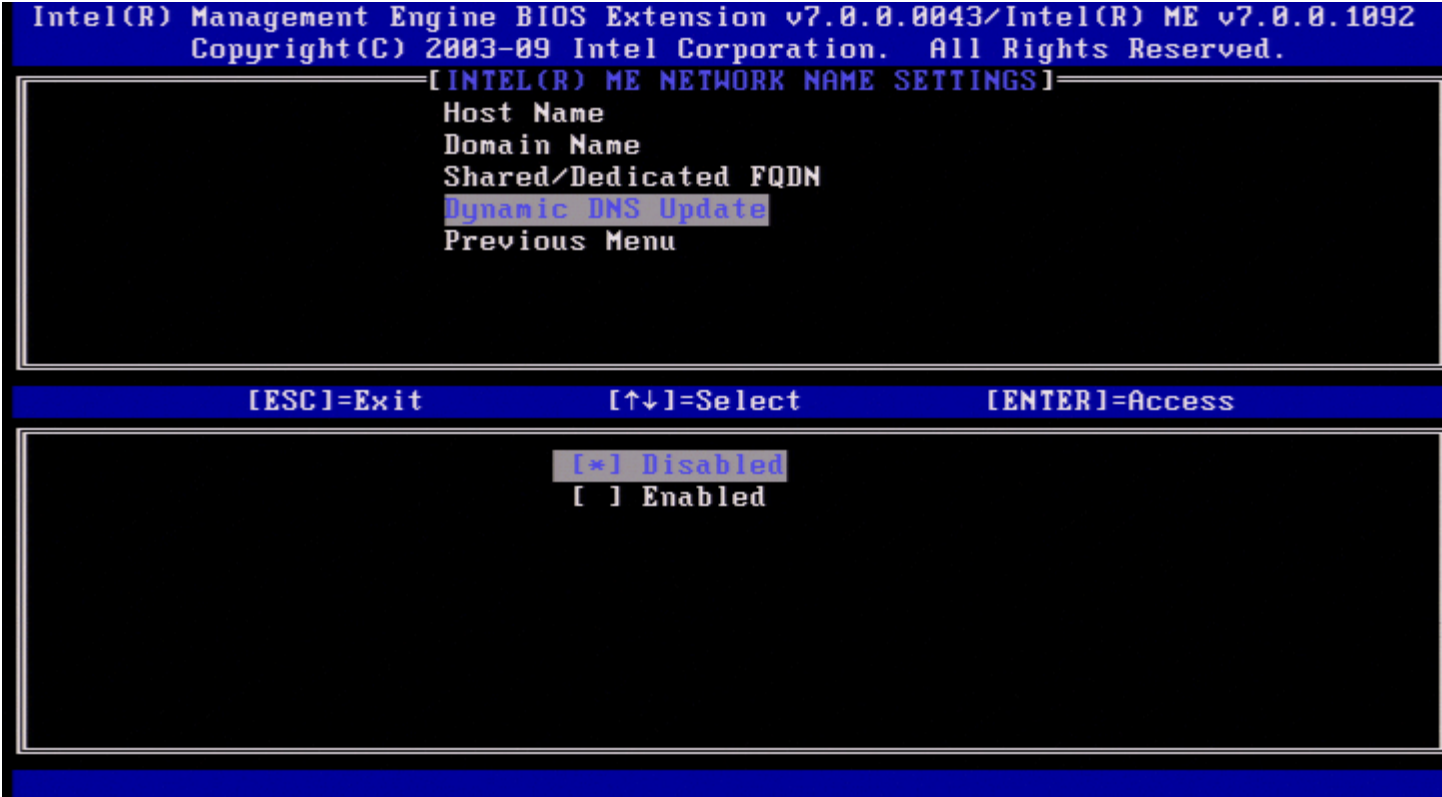 Intel(R) Management Engine BIOS Extension v7.0.0.0043/Intel(R) ME v7.0.0.1092
Copyright(C) 2003-09 Intel Corporation.  All Rights Reserved.
[INTEL(R) ME NETWORK NAME SETTINGS]
Host Name
Domain Name
Shared/Dedicated FQDN
Dynamic DNS Update
Previous Menu
[ESC]=Exit [↑↓]=Select [ENTER]=Access
[*] Disabled
[ ] Enabled